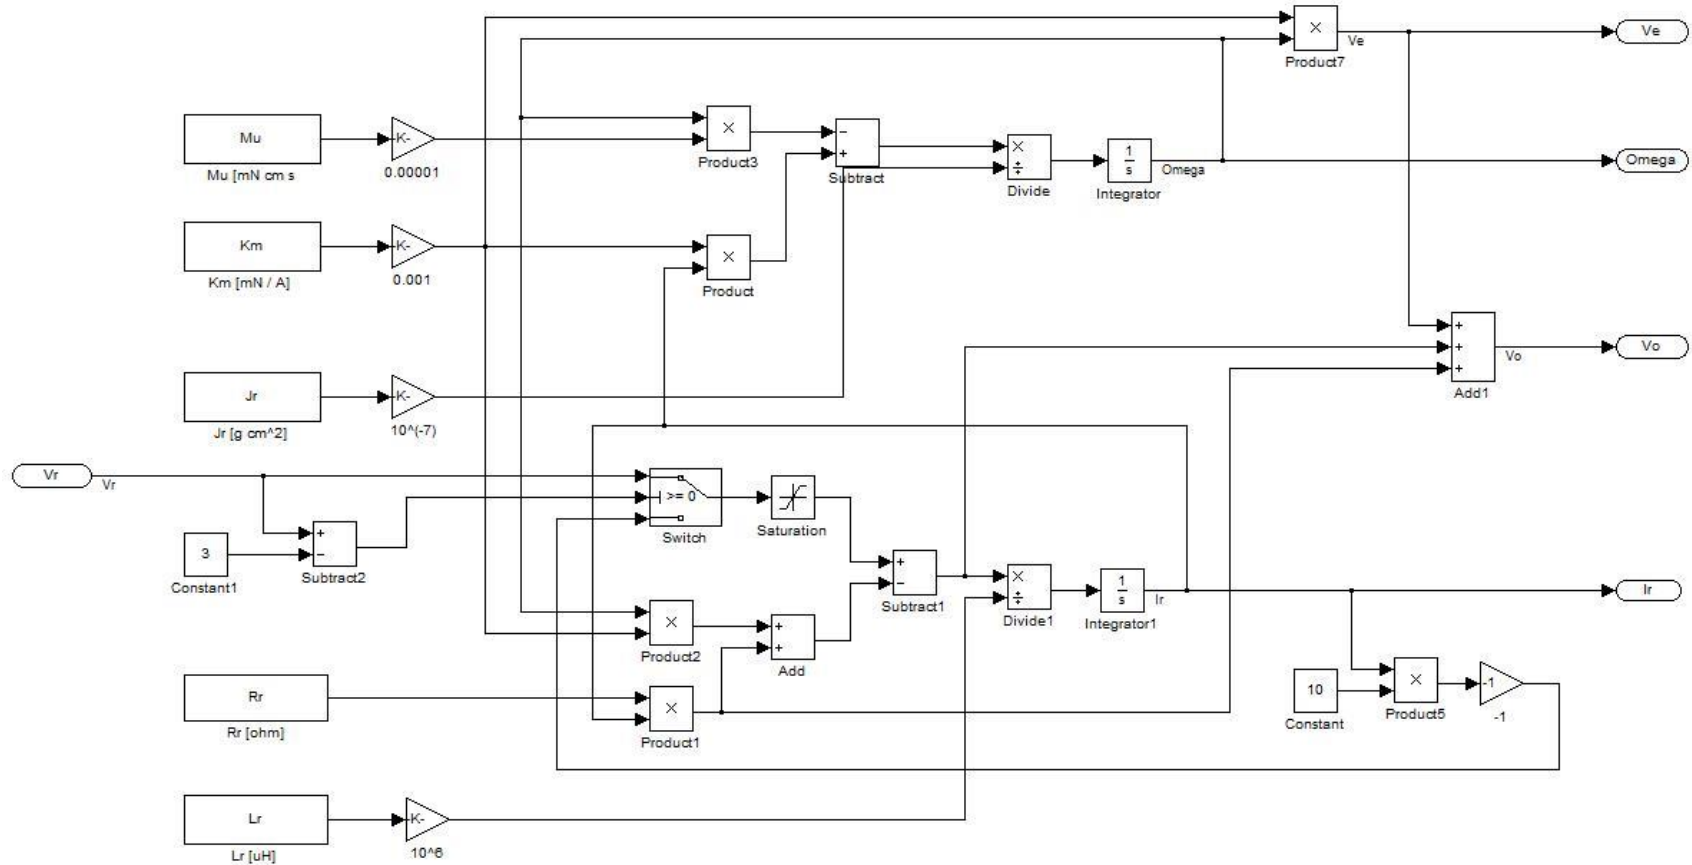 Ve
Ve
×
Product7
Mu
K-
×
−
+
×
÷
1
s
Omega
Omega
Mu [mN cm s
0.00001
Product3
Subtract
Divide
Integrator
Km
K-
×
Km [mN / A]
0.001
Product
+
+
+
Vo
Vo
Add1
Jr
K-
Jr [g cm^2]
10^(-7)
Vr
Vr
>= 0
Switch
Saturation
3
Constant1
+
−
Subtract2
+
−
Subtract1
×
÷
Divide1
1
s
Integrator1
Ir
Ir
×
Product2
+
+
Add
Rr
Rr [ohm]
×
Product1
10
Constant
×
Product5
-1
-1
Lr
K-
Lr [uH]
10^6